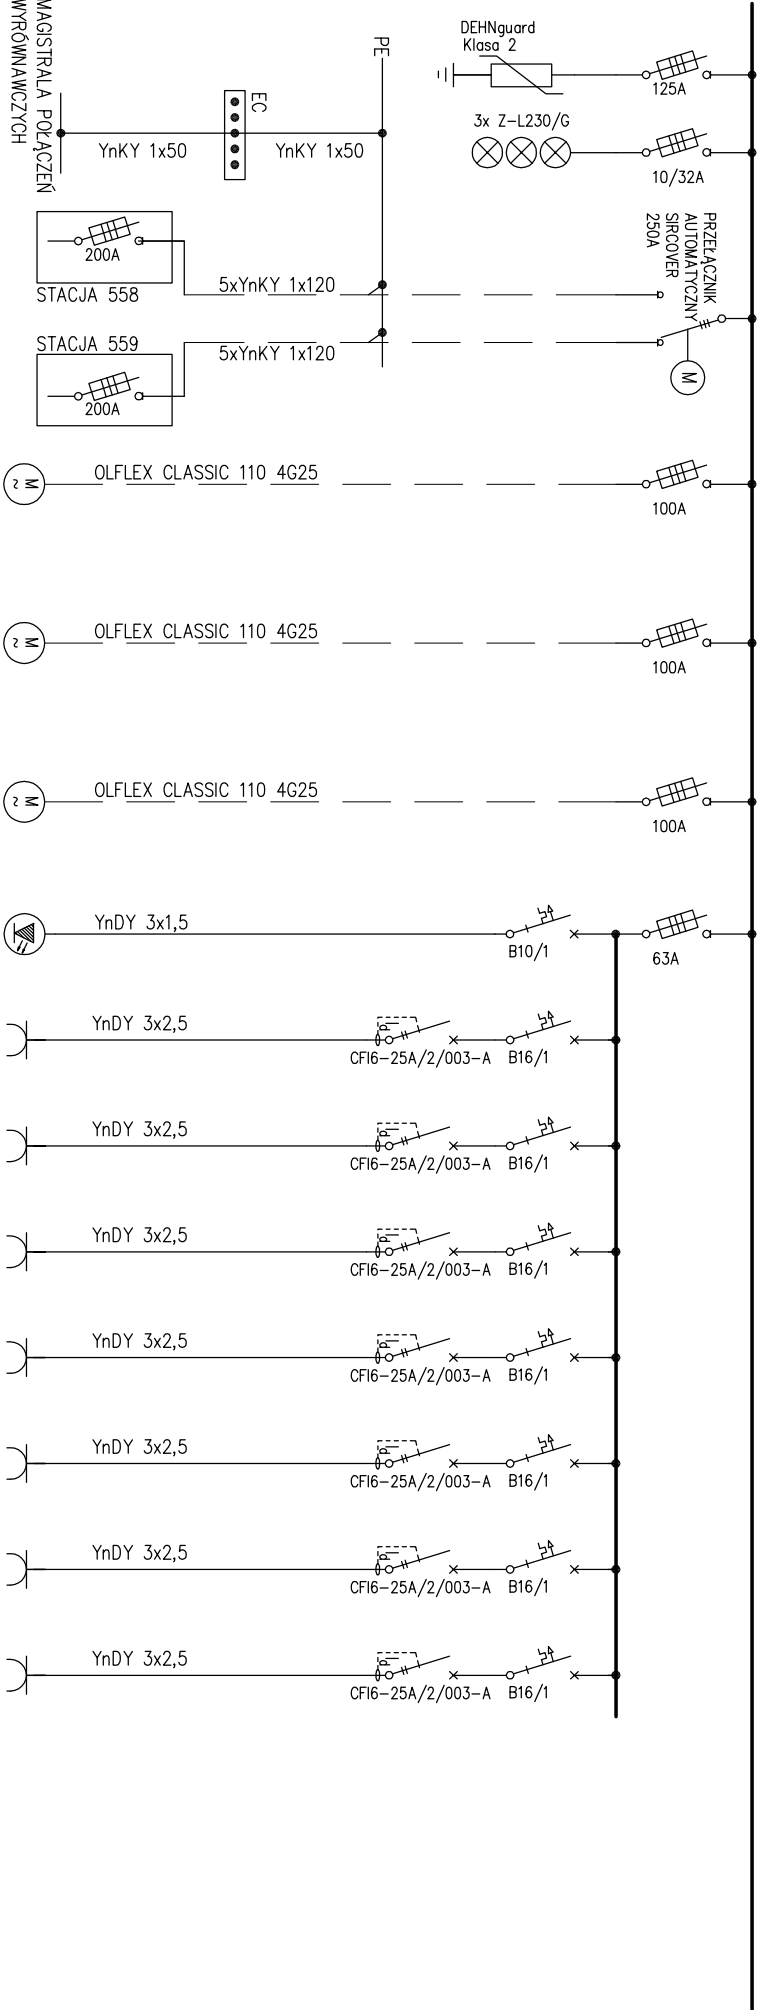 DEHNguard
Klasa 2
125A
3x Z-L230/G
10/32A
PE
EC
YnKY 1x50
YnKY 1x50
MAGISTRALA POŁĄCZEŃ
WYRÓWNAWCZYCH
200A
STACJA 558
5xYnKY 1x120
PRZEŁĄCZNIK
AUTOMATYCZNY
SIRCOVER
250A
M
STACJA 559
5xYnKY 1x120
200A
OLFLEX CLASSIC 110 4G25
M
~
100A
OLFLEX CLASSIC 110 4G25
M
~
100A
OLFLEX CLASSIC 110 4G25
M
~
100A
YnDY 3x1,5
B10/1
63A
YnDY 3x2,5
CFI6-25A/2/003-A B16/1
YnDY 3x2,5
CFI6-25A/2/003-A B16/1
YnDY 3x2,5
CFI6-25A/2/003-A B16/1
YnDY 3x2,5
CFI6-25A/2/003-A B16/1
YnDY 3x2,5
CFI6-25A/2/003-A B16/1
YnDY 3x2,5
CFI6-25A/2/003-A B16/1
YnDY 3x2,5
CFI6-25A/2/003-A B16/1